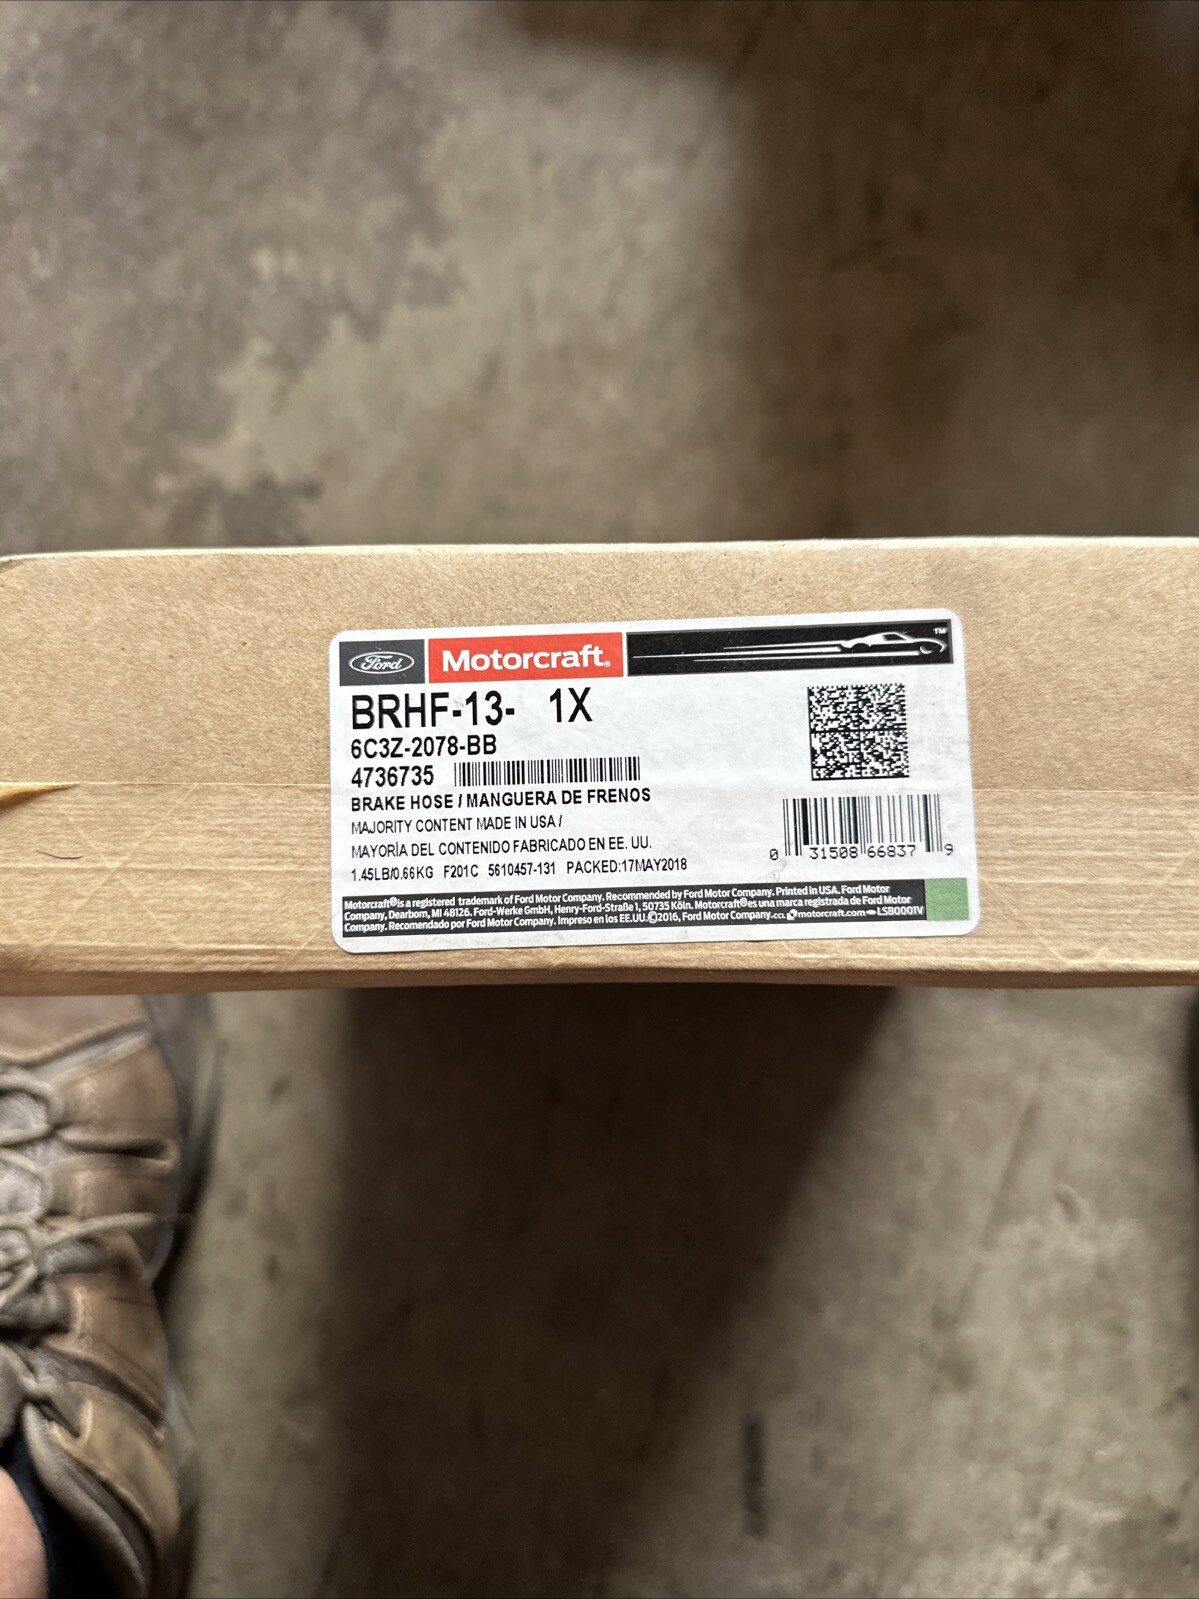 Ford Motorcraft® TM
BRHF-13- 1X
6C3Z-2078-BB
4736735
BRAKE HOSE / MANGUERA DE FRENOS
MAJORITY CONTENT MADE IN USA /
MAYORÍA DEL CONTENIDO FABRICADO EN EE. UU.
1.45LB/0.66KG F201C 5610457-131 PACKED:17MAY2018
0 31508 66837 9
Motorcraft® is a registered trademark of Ford Motor Company. Recommended by Ford Motor Company. Printed in USA. Ford Motor
Company, Dearborn, MI 48126. Ford-Werke GmbH, Henry-Ford-Straße 1, 50735 Köln. Motorcraft® es una marca registrada de Ford Motor
Company. Recomendado por Ford Motor Company. Impreso en los EE.UU. ©2016, Ford Motor Company. CCL motorcraft.com LSB0001V